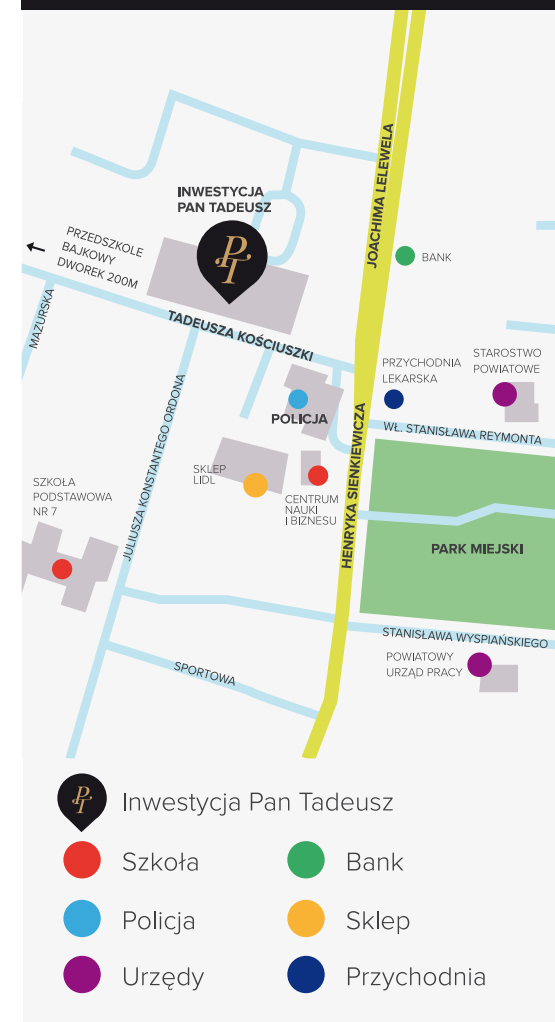 JOACHIMA LELEWELA
INWESTYCJA
PAN TADEUSZ
PT
PRZEDSZKOLE
BAJKOWY
DWOREK 200M
BANK
MAZURSKA
TADEUSZA KOŚCIUSZKI
PRZYCHODNIA
LEKARSKA
STAROSTWO
POWIATOWE
JULIUSZA KONSTANTEGO ORDONA
POLICJA
HENRYKA SIENKIEWICZA
WŁ. STANISŁAWA REYMONTA
SKLEP
LIDL
SZKOŁA
PODSTAWOWA
NR 7
CENTRUM
NAUKI
I BIZNESU
PARK MIEJSKI
STANISŁAWA WYSPIAŃSKIEGO
POWIATOWY
URZĄD PRACY
SPORTOWA
PT
Inwestycja Pan Tadeusz
Szkoła
Bank
Policja
Sklep
Urzędy
Przychodnia